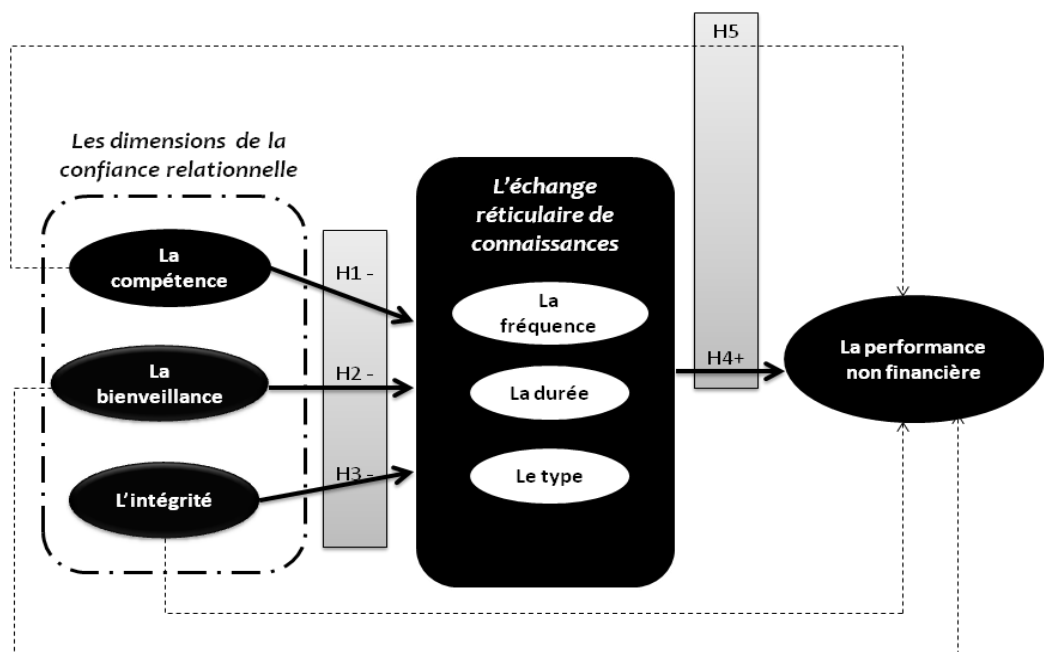 H5
Les dimensions de la
confiance relationnelle
L'échange
réticulaire de
connaissances
La
compétence
H1 -
La
fréquence
La
bienveillance
H2 -
La durée
H4+
La performance
non financière
L'intégrité
H3 -
Le type